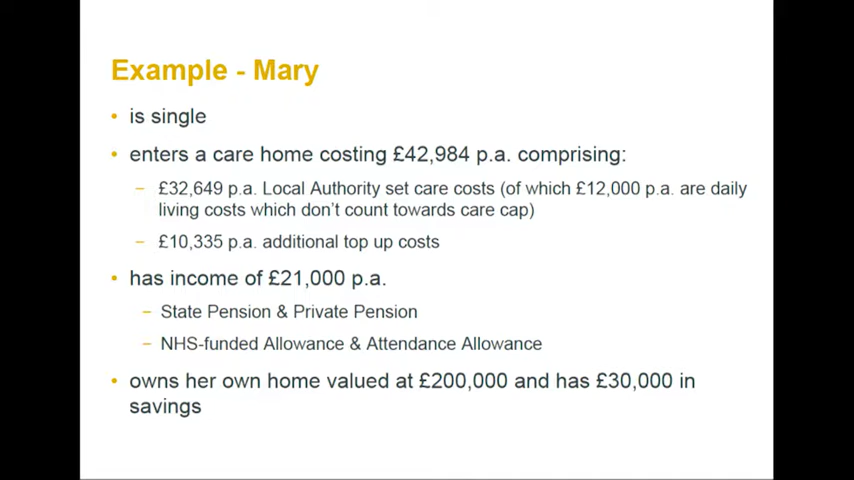 Example - Mary
• is single
• enters a care home costing £42,984 p.a. comprising:
– £32,649 p.a. Local Authority set care costs (of which £12,000 p.a. are daily
living costs which don't count towards care cap)
– £10,335 p.a. additional top up costs
• has income of £21,000 p.a.
– State Pension & Private Pension
– NHS-funded Allowance & Attendance Allowance
• owns her own home valued at £200,000 and has £30,000 in
savings